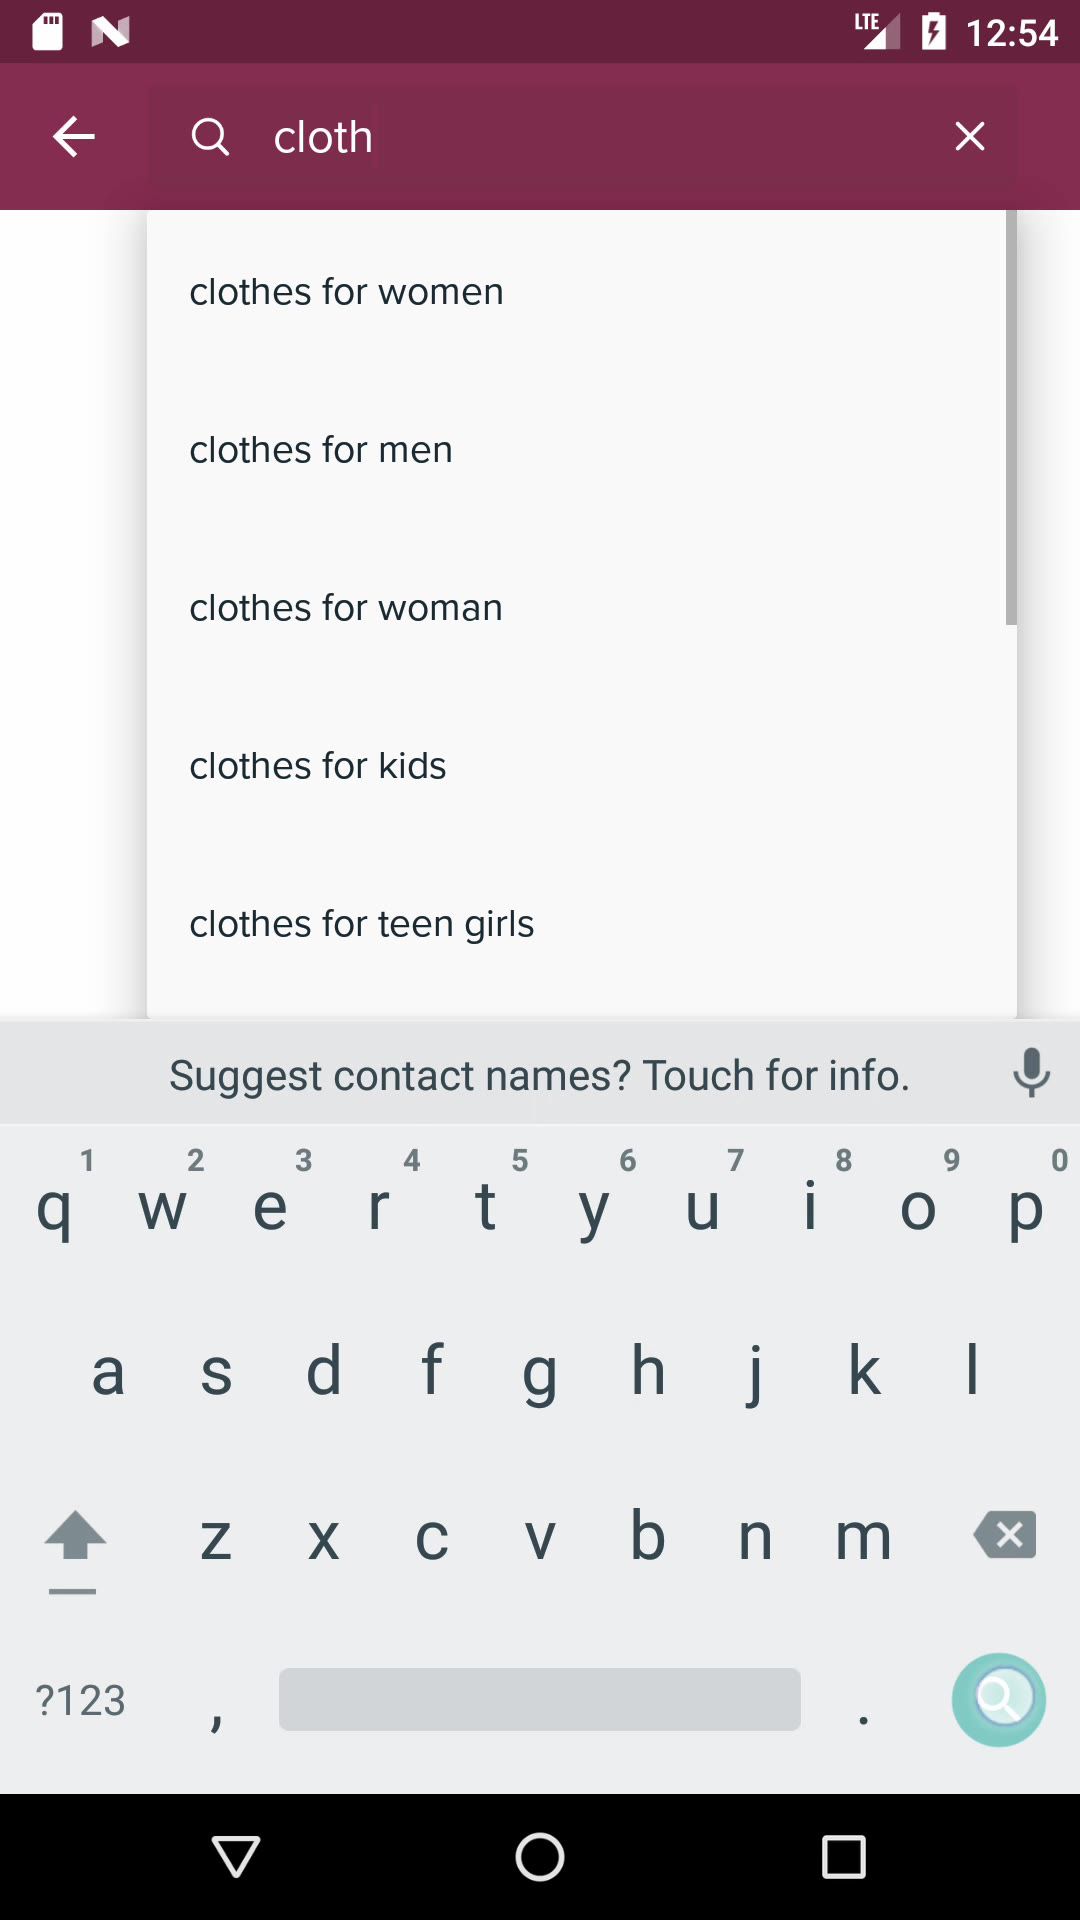 LTE 12:54
cloth
clothes for women
clothes for men
clothes for woman
clothes for kids
clothes for teen girls
Suggest contact names? Touch for info.
1 2 3 4 5 6 7 8 9 0
q w e r t y u i o p
a s d f g h j k l
z x c v b n m
?123 , .